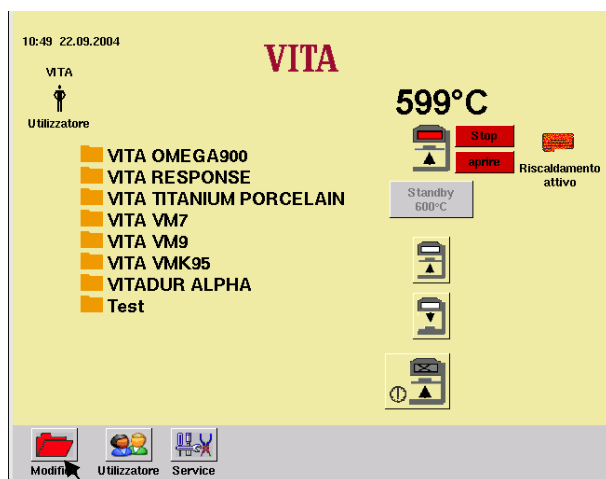 10:49 22.09.2004
VITA
VITA
Utilizzatore
599°C
Stop
aprire
Riscaldamento
attivo
Standby
600°C
VITA OMEGA900
VITA RESPONSE
VITA TITANIUM PORCELAIN
VITA VM7
VITA VM9
VITA VMK95
VITADUR ALPHA
Test
Utilizzatore
Service